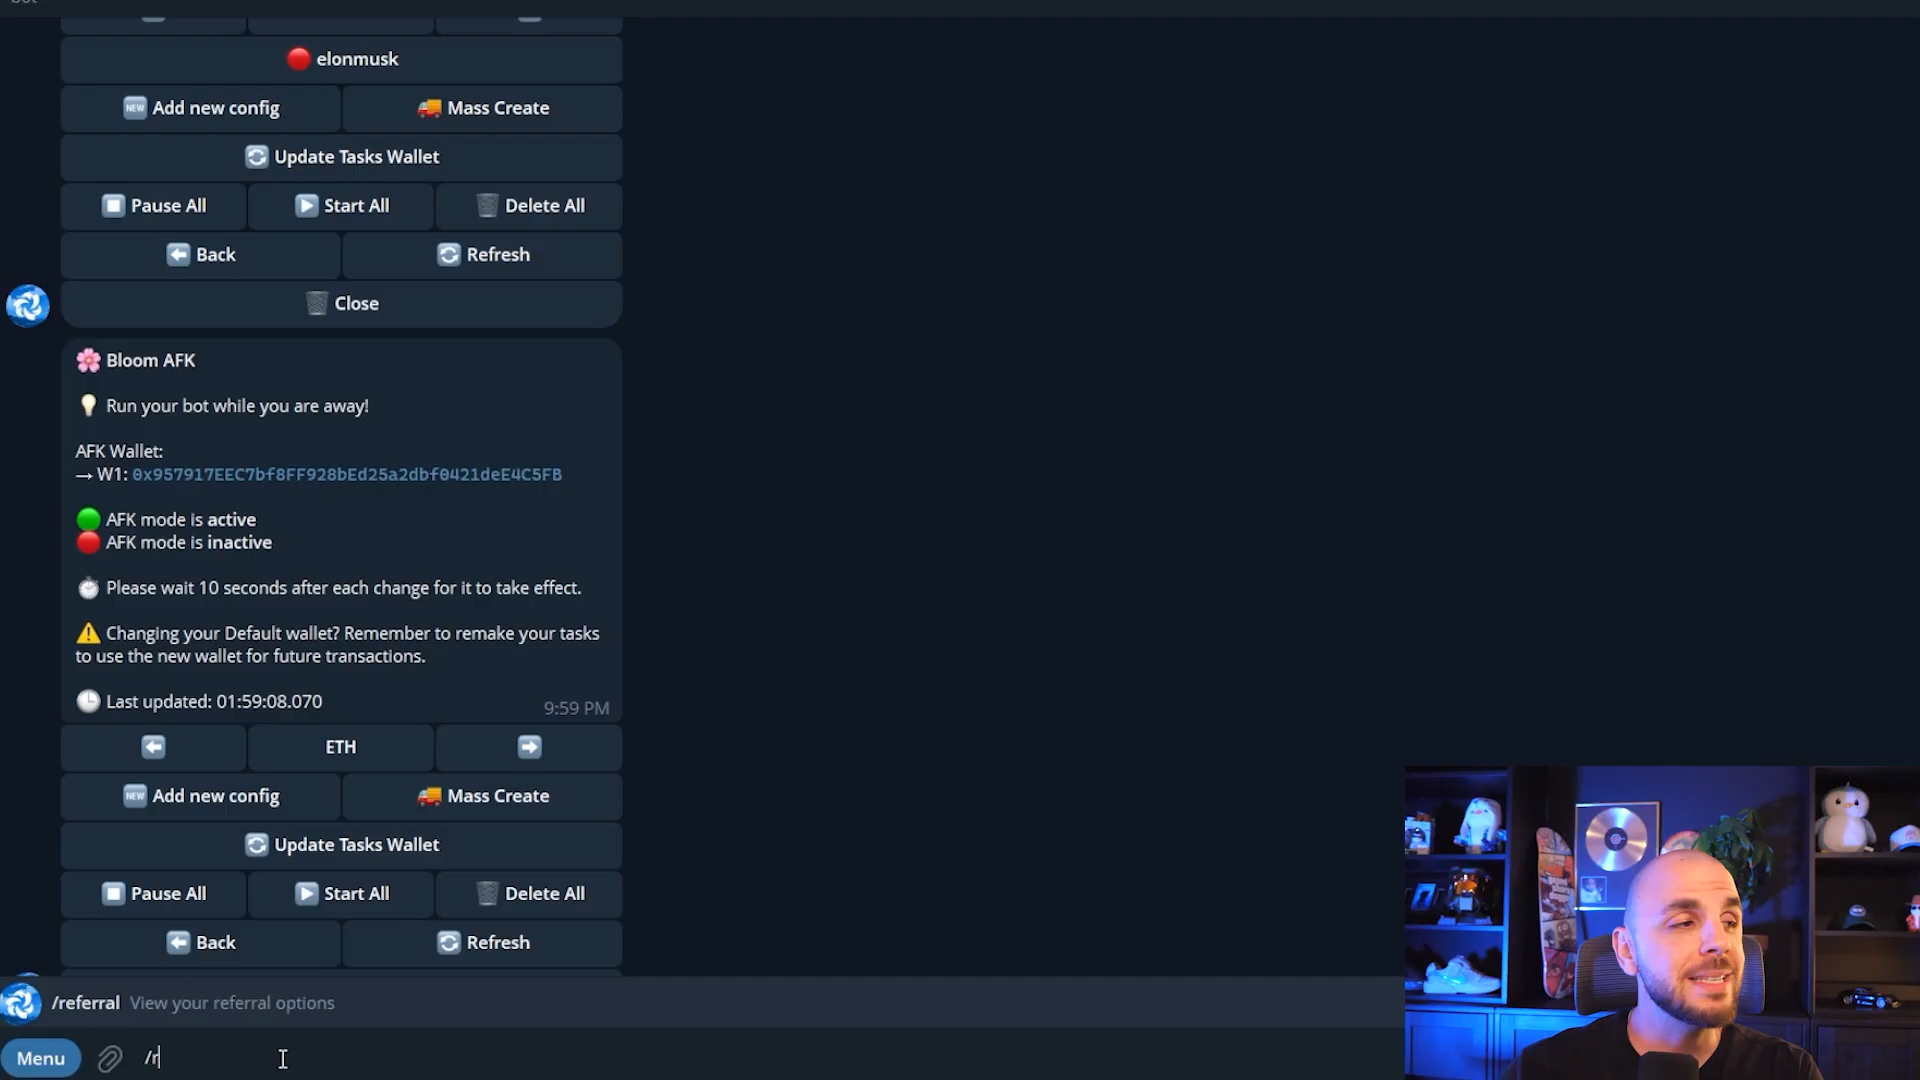 bot
elonmusk
NEW Add new config
Mass Create
Update Tasks Wallet
Pause All
Start All
Delete All
Back
Refresh
Close
Bloom AFK
Run your bot while you are away!
AFK Wallet:
→ W1: 0x957917EEC7bf8FF928bEd25a2dbf0421deE4C5FB
AFK mode is active
AFK mode is inactive
Please wait 10 seconds after each change for it to take effect.
Changing your Default wallet? Remember to remake your tasks
to use the new wallet for future transactions.
Last updated: 01:59:08.070
9:59 PM
ETH
NEW Add new config
Mass Create
Update Tasks Wallet
Pause All
Start All
Delete All
Back
Refresh
/referral View your referral options
Menu
/r